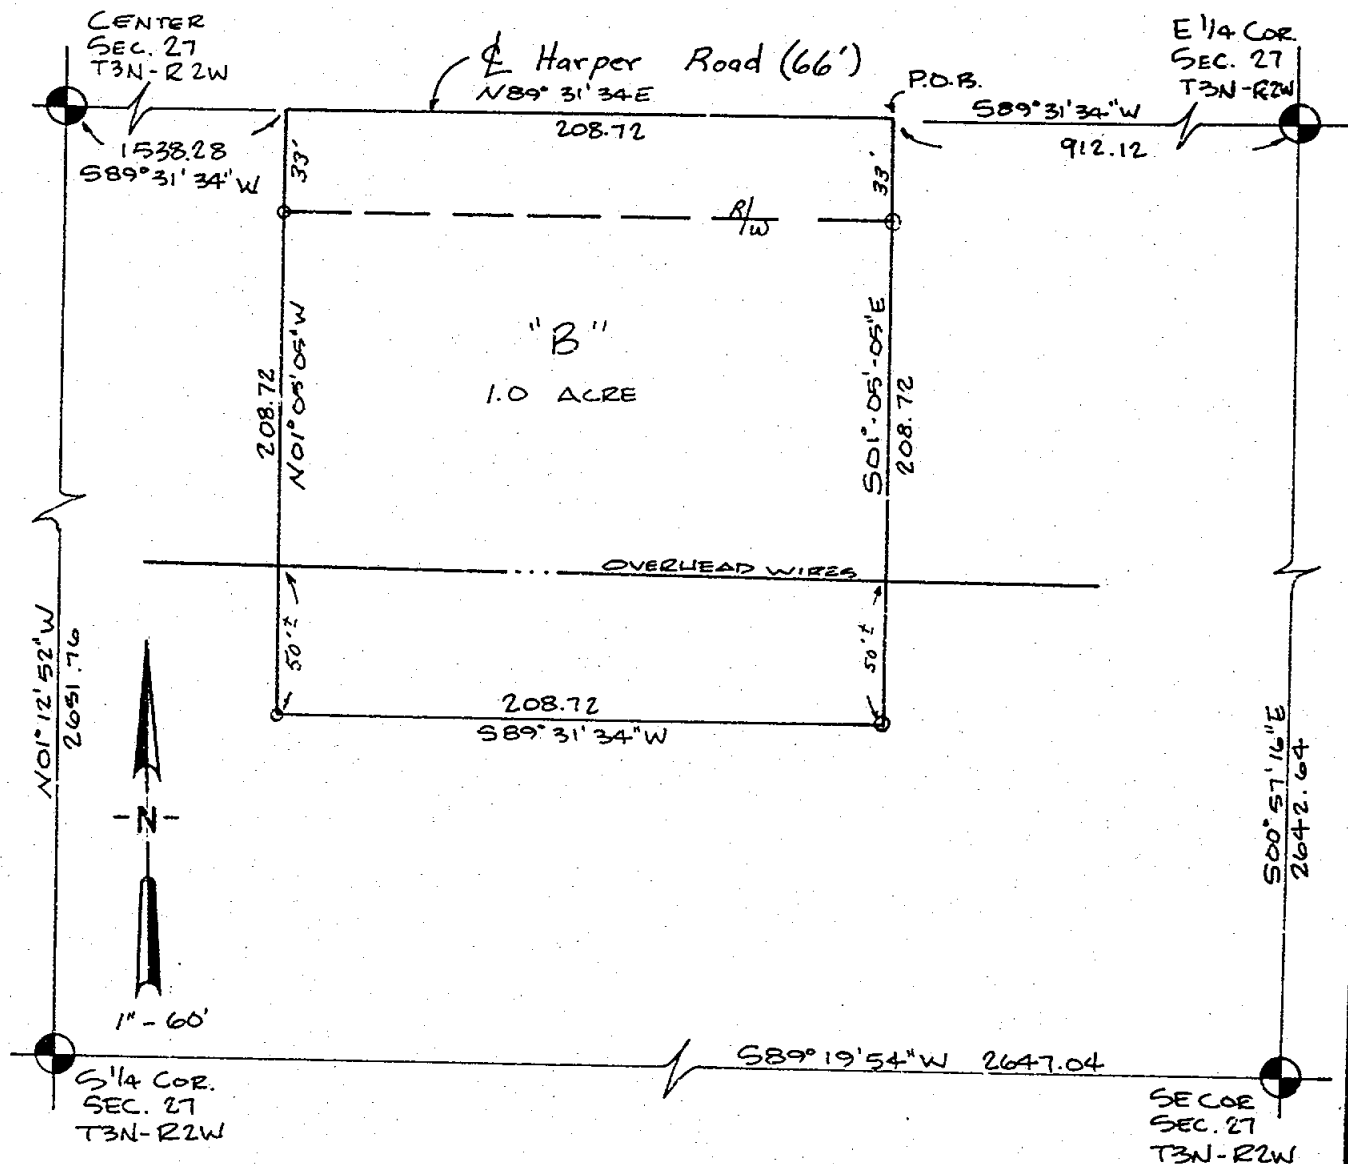 CENTER
SEC. 27
T3N-R2W
℄ Harper Road (66')
N89° 31' 34E
208.72
P.O.B.
E 1/4 COR.
SEC. 27
T3N-R2W
S89°31'34"W
912.12
1538.28
S89°31'34"W
33'
33'
R/W
"B"
1.0 ACRE
208.72
N01°05'05"W
S01°-05'-05"E
208.72
OVERHEAD WIRES
50'±
50'±
208.72
S89°31'34"W
N01°12'52"W
2651.76
S00°57'16"E
2642.64
-N-
1" - 60'
S89°19'54"W 2647.04
S 1/4 COR.
SEC. 27
T3N-R2W
SE COR
SEC. 27
T3N-R2W